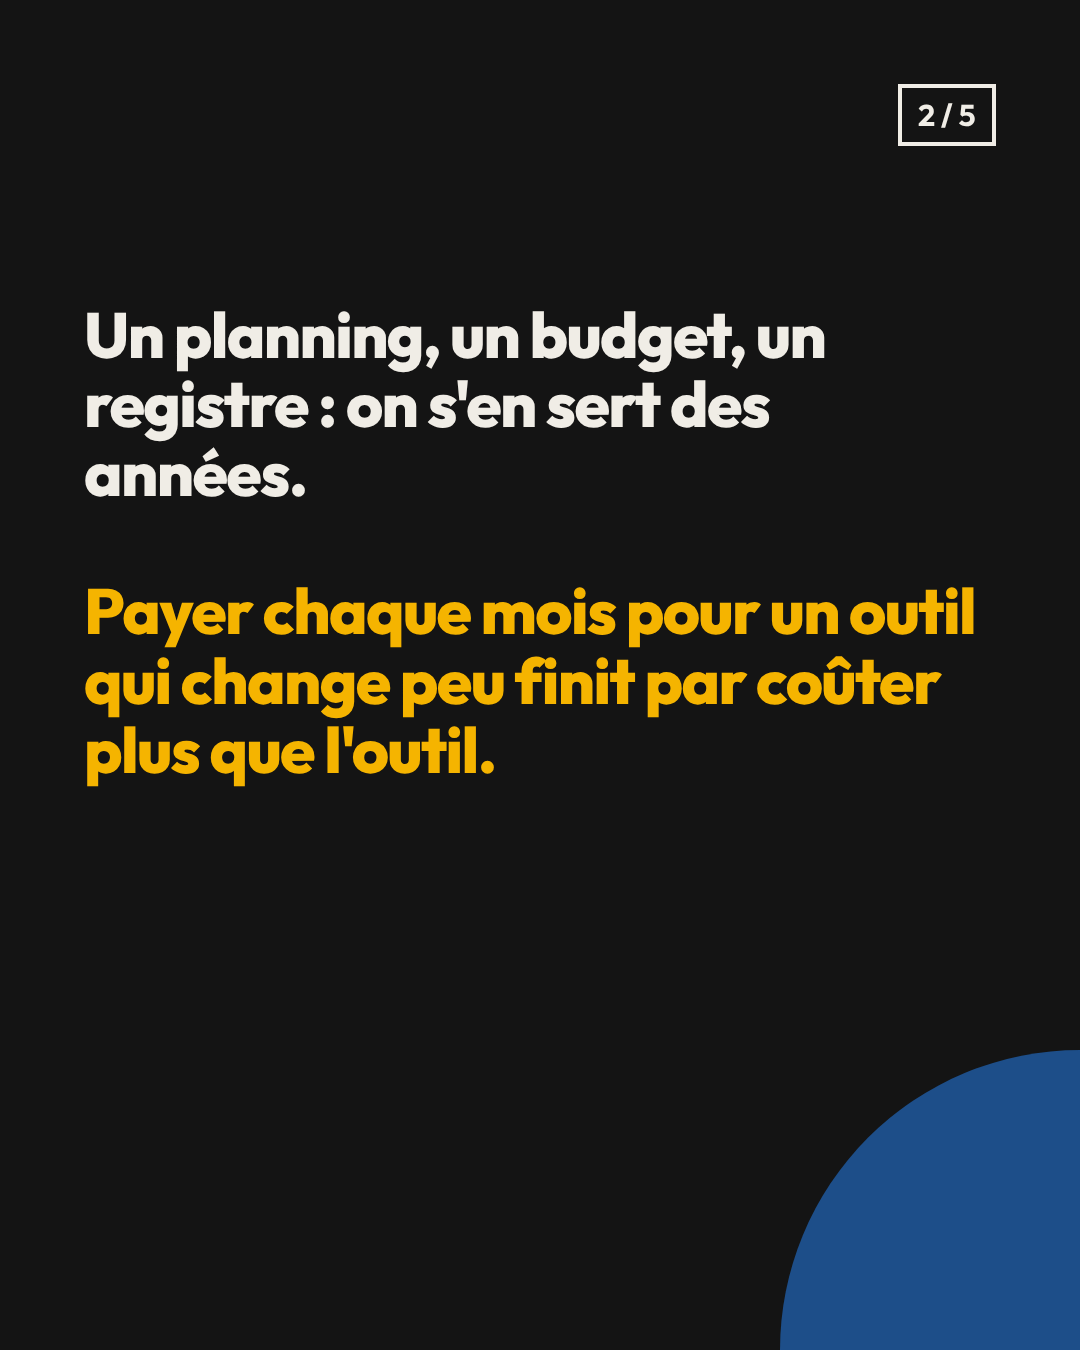 2 / 5
Un planning, un budget, un
registre : on s'en sert des
années.
Payer chaque mois pour un outil
qui change peu finit par coûter
plus que l'outil.